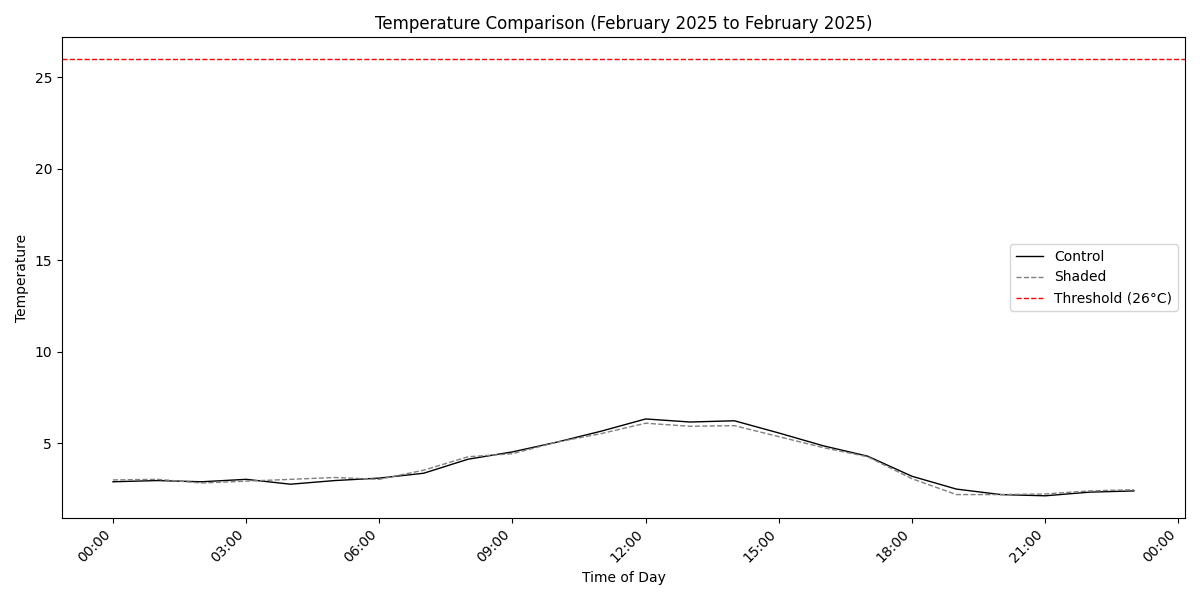 Temperature Comparison (February 2025 to February 2025)
Temperature
25
20
15
10
5
Control
Shaded
Threshold (26°C)
00:00
03:00
06:00
09:00
12:00
15:00
18:00
21:00
00:00
Time of Day